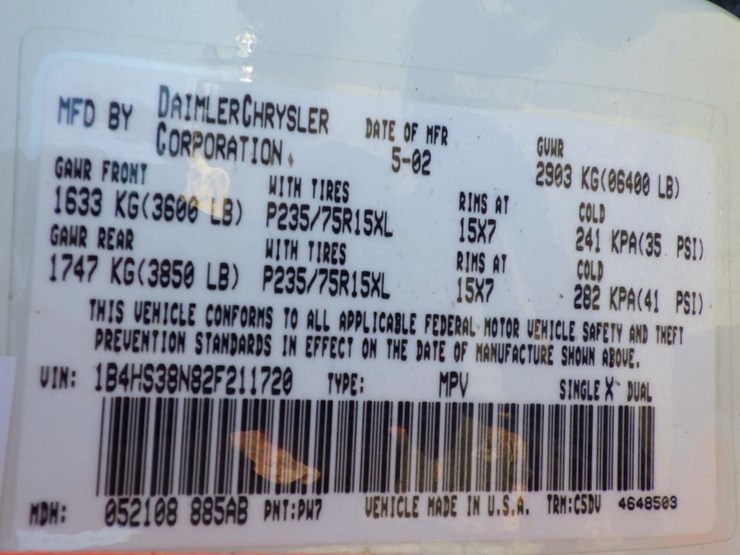 MFD BY DAIMLERCHRYSLER CORPORATION. DATE OF MFR 5-02 GVWR 2903 KG(06400 LB)
GAWR FRONT WITH TIRES RIMS AT COLD
1633 KG(3600 LB) P235/75R15XL 15X7 241 KPA(35 PSI)
GAWR REAR WITH TIRES RIMS AT COLD
1747 KG(3850 LB) P235/75R15XL 15X7 282 KPA(41 PSI)
THIS VEHICLE CONFORMS TO ALL APPLICABLE FEDERAL MOTOR VEHICLE SAFETY AND THEFT
PREVENTION STANDARDS IN EFFECT ON THE DATE OF MANUFACTURE SHOWN ABOVE.
VIN: 1B4HS38N82F211720 TYPE: MPV SINGLE X DUAL
MDH: 052108 885AB PNT:PW7 VEHICLE MADE IN U.S.A. TRM:C5DV 4648503